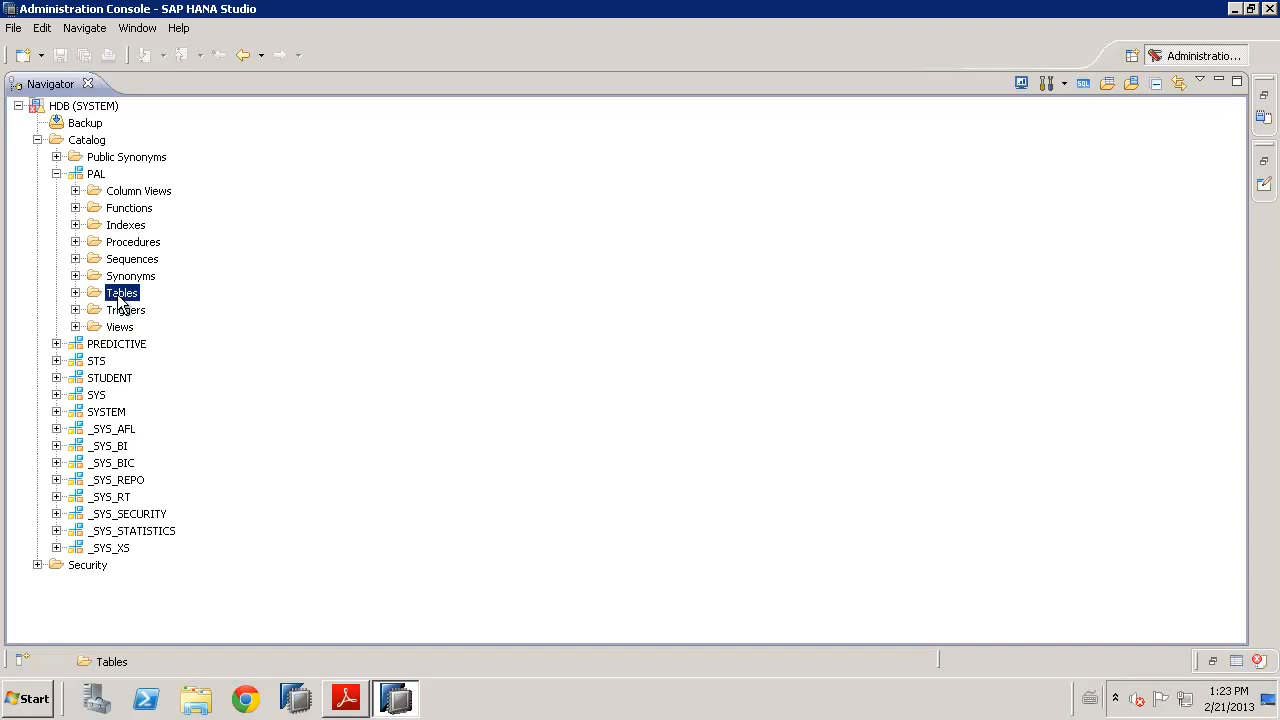 Administration Console - SAP HANA Studio
File Edit Navigate Window Help
Administratio...
Navigator
SQL
HDB (SYSTEM)
Backup
Catalog
Public Synonyms
PAL
Column Views
Functions
Indexes
Procedures
Sequences
Synonyms
Tables
Triggers
Views
PREDICTIVE
STS
STUDENT
SYS
SYSTEM
_SYS_AFL
_SYS_BI
_SYS_BIC
_SYS_REPO
_SYS_RT
_SYS_SECURITY
_SYS_STATISTICS
_SYS_XS
Security
Tables
Start
1:23 PM
2/21/2013